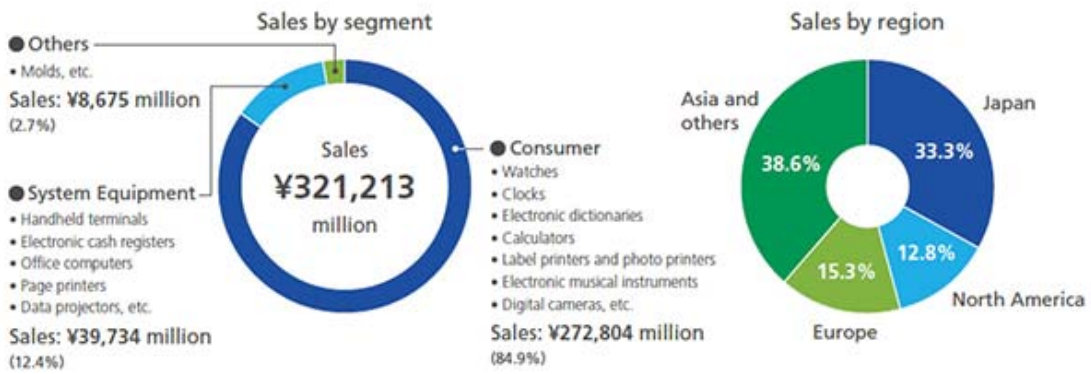 Sales by segment
● Others
• Molds, etc.
Sales: ¥8,675 million
(2.7%)
● System Equipment
• Handheld terminals
• Electronic cash registers
• Office computers
• Page printers
• Data projectors, etc.
Sales: ¥39,734 million
(12.4%)
Sales
¥321,213
million
● Consumer
• Watches
• Clocks
• Electronic dictionaries
• Calculators
• Label printers and photo printers
• Electronic musical instruments
• Digital cameras, etc.
Sales: ¥272,804 million
(84.9%)
Sales by region
Asia and
others
38.6%
Japan
33.3%
12.8%
North America
15.3%
Europe